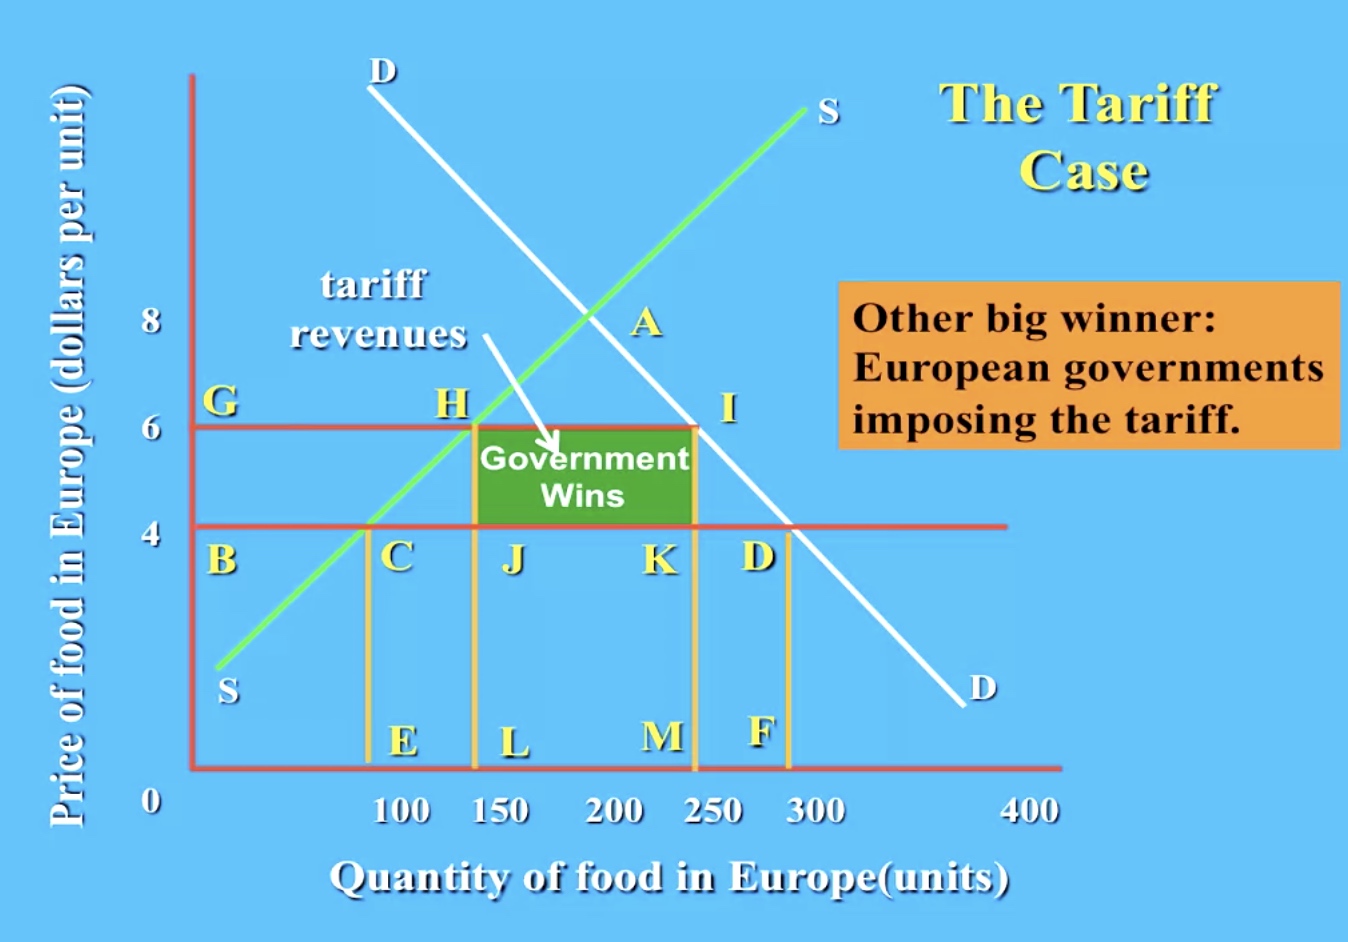 The Tariff
Case
Price of food in Europe (dollars per unit)
D
S
tariff
revenues
8
A
Other big winner:
European governments
imposing the tariff.
G
H
I
6
Government
Wins
4
B
C
J
K
D
S
D
E
L
M
F
0
100
150
200
250
300
400
Quantity of food in Europe(units)